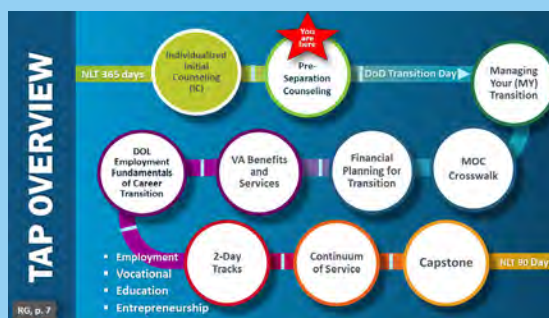 TAP OVERVIEW
RG, p. 7
NLT 365 days
Individualized
Initial
Counseling
(IC)
You
are
here
Pre-
Separation
Counseling
DoD Transition Day
Managing
Your (MY)
Transition
DOL
Employment
Fundamentals
of Career
Transition
VA Benefits
and
Services
Financial
Planning for
Transition
MOC
Crosswalk
• Employment
• Vocational
• Education
• Entrepreneurship
2-Day
Tracks
Continuum
of Service
Capstone
NLT 90 Day